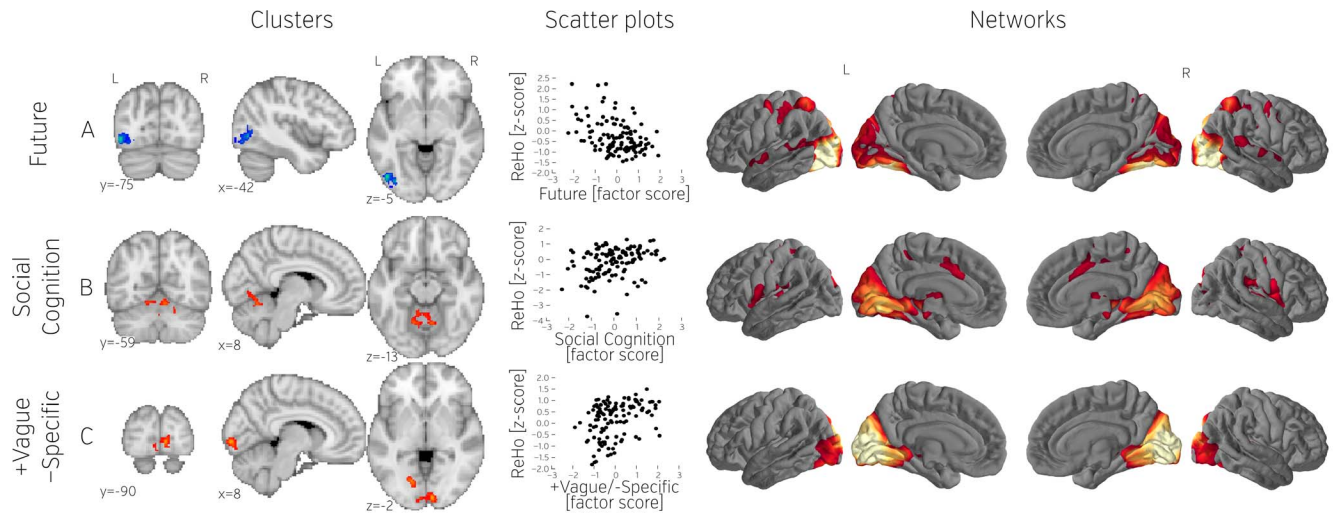 Clusters
Scatter plots
Networks
L
R
L
R
L
R
Future
A
y=-75
x=-42
z=-5
ReHo [z-score]
2.5
2.0
1.5
1.0
0.5
0.0
-0.5
-1.0
-1.5
-2.0
-3 -2 -1 0 1 2 3
Future [factor score]
Social
Cognition
B
y=-59
x=8
z=-13
ReHo [z-score]
2
1
0
-1
-2
-3
-4
-3 -2 -1 0 1 2 3
Social Cognition
[factor score]
+Vague
-Specific
C
y=-90
x=8
z=-2
ReHo [z-score]
2.0
1.5
1.0
0.5
0.0
-0.5
-1.0
-1.5
-2.0
-3 -2 -1 0 1 2 3
+Vague/-Specific
[factor score]